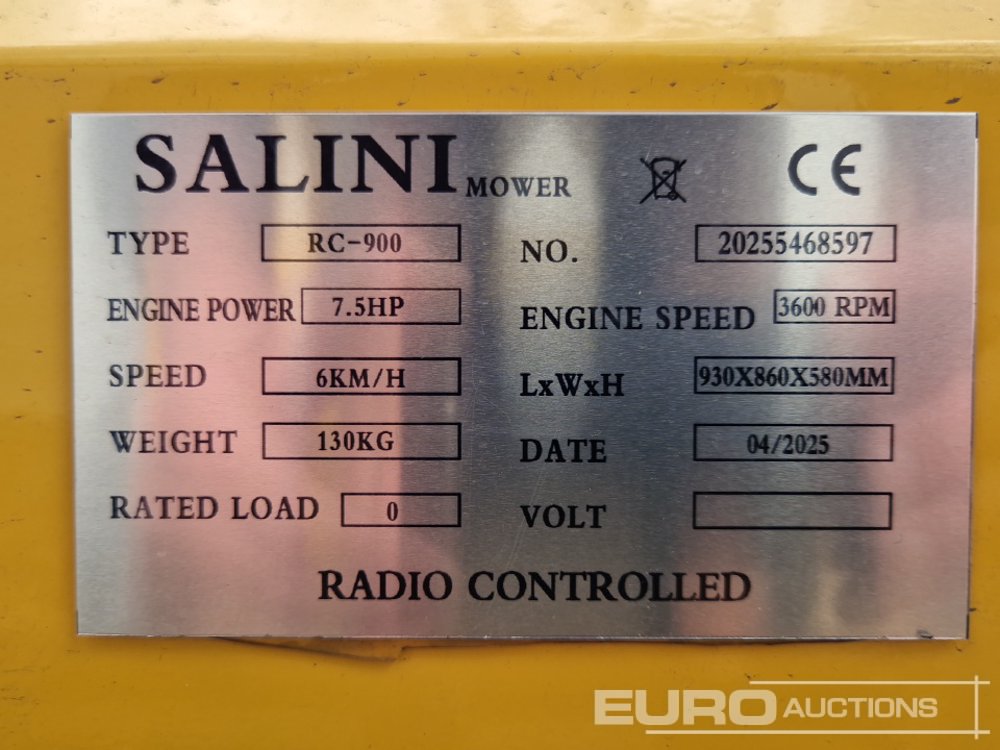 SALINI MOWER CE
TYPE RC-900 NO. 20255468597
ENGINE POWER 7.5HP ENGINE SPEED 3600 RPM
SPEED 6KM/H LxWxH 930X860X580MM
WEIGHT 130KG DATE 04/2025
RATED LOAD 0 VOLT
RADIO CONTROLLED
EURO AUCTIONS